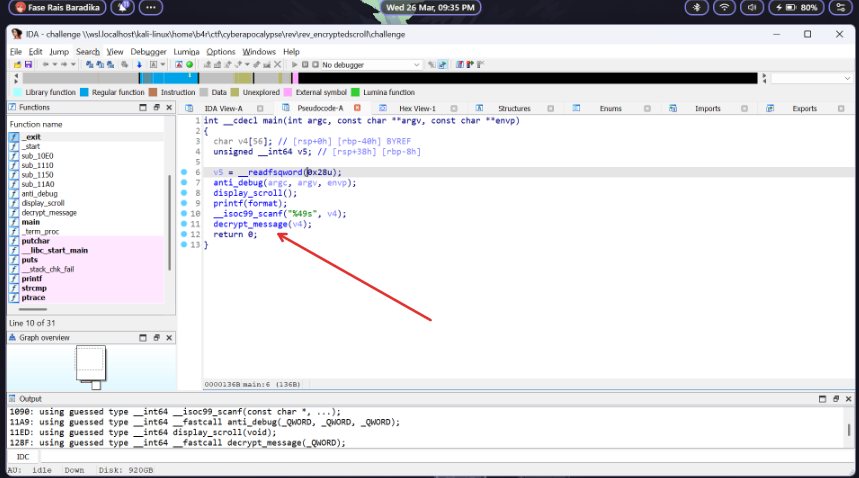 Fase Rais Baradika
Wed 26 Mar, 09:35 PM
80%
IDA - challenge \\wsl.localhost\kali-linux\home\b4r\ctf\cyberapocalypse\rev\rev_encryptedscroll\challenge
File Edit Jump Search View Debugger Lumina Options Windows Help
No debugger
Library function Regular function Instruction Data Unexplored External symbol Lumina function
Functions
IDA View-A Pseudocode-A Hex View-1 Structures Enums Imports Exports
Function name
_exit
_start
sub_10E0
sub_1110
sub_1150
sub_11A0
anti_debug
display_scroll
decrypt_message
main
_term_proc
putchar
__libc_start_main
puts
__stack_chk_fail
printf
strcmp
ptrace
Line 10 of 31
Graph overview
1 int __cdecl main(int argc, const char **argv, const char **envp)
2 {
3 char v4[56]; // [rsp+0h] [rbp-40h] BYREF
4 unsigned __int64 v5; // [rsp+38h] [rbp-8h]
5
6 v5 = __readfsqword(0x28u);
7 anti_debug(argc, argv, envp);
8 display_scroll();
9 printf(format);
10 __isoc99_scanf("%49s", v4);
11 decrypt_message(v4);
12 return 0;
13 }
0000136B main:6 (136B)
Output
1090: using guessed type __int64 __isoc99_scanf(const char *, ...);
11A9: using guessed type __int64 __fastcall anti_debug(_QWORD, _QWORD, _QWORD);
11ED: using guessed type __int64 display_scroll(void);
128F: using guessed type __int64 __fastcall decrypt_message(_QWORD);
IDC
AU: idle Down Disk: 920GB